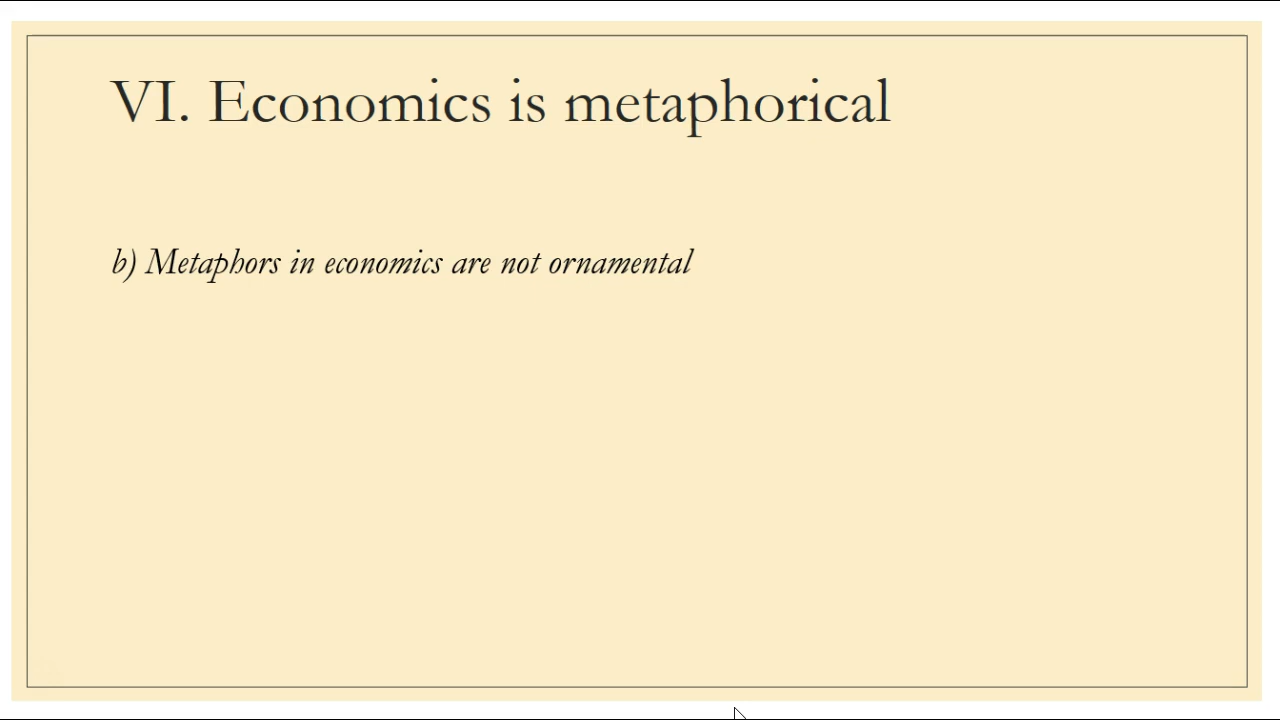 VI. Economics is metaphorical
b) Metaphors in economics are not ornamental